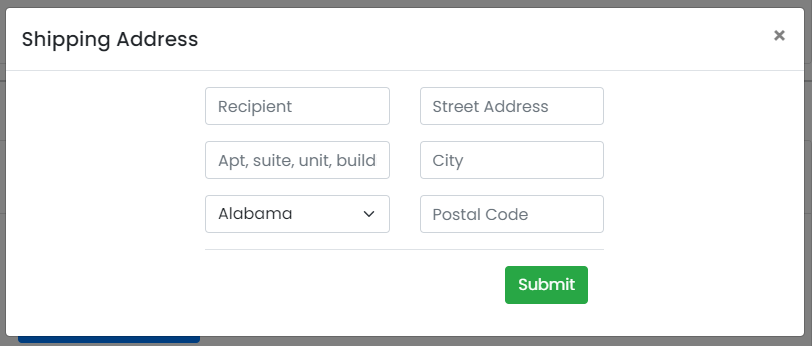 Shipping Address
×
Recipient
Street Address
Apt, suite, unit, build
City
Alabama
Postal Code
Submit